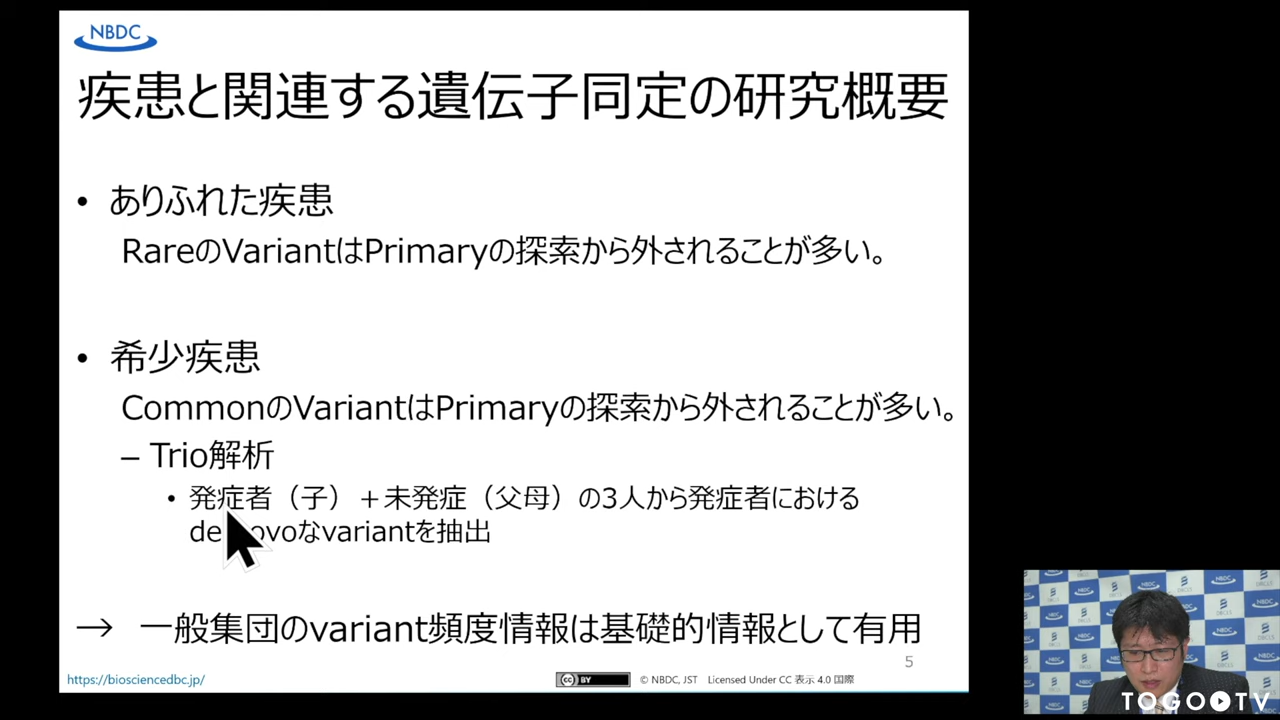 NBDC
疾患と関連する遺伝子同定の研究概要
• ありふれた疾患
RareのVariantはPrimaryの探索から外されることが多い。
• 希少疾患
CommonのVariantはPrimaryの探索から外されることが多い。
– Trio解析
• 発症者（子）＋未発症（父母）の3人から発症者における
de ovoなvariantを抽出
→ 一般集団のvariant頻度情報は基礎的情報として有用
5
https://biosciencedbc.jp/
cc BY
© NBDC, JST Licensed Under CC 表示 4.0 国際
TOGO TV